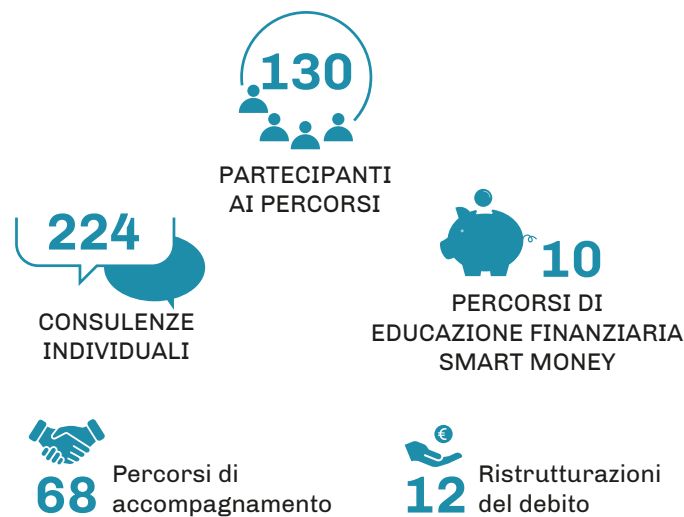 130
PARTECIPANTI
AI PERCORSI
224
CONSULENZE
INDIVIDUALI
10
PERCORSI DI
EDUCAZIONE FINANZIARIA
SMART MONEY
68
Percorsi di
accompagnamento
€
12
Ristrutturazioni
del debito